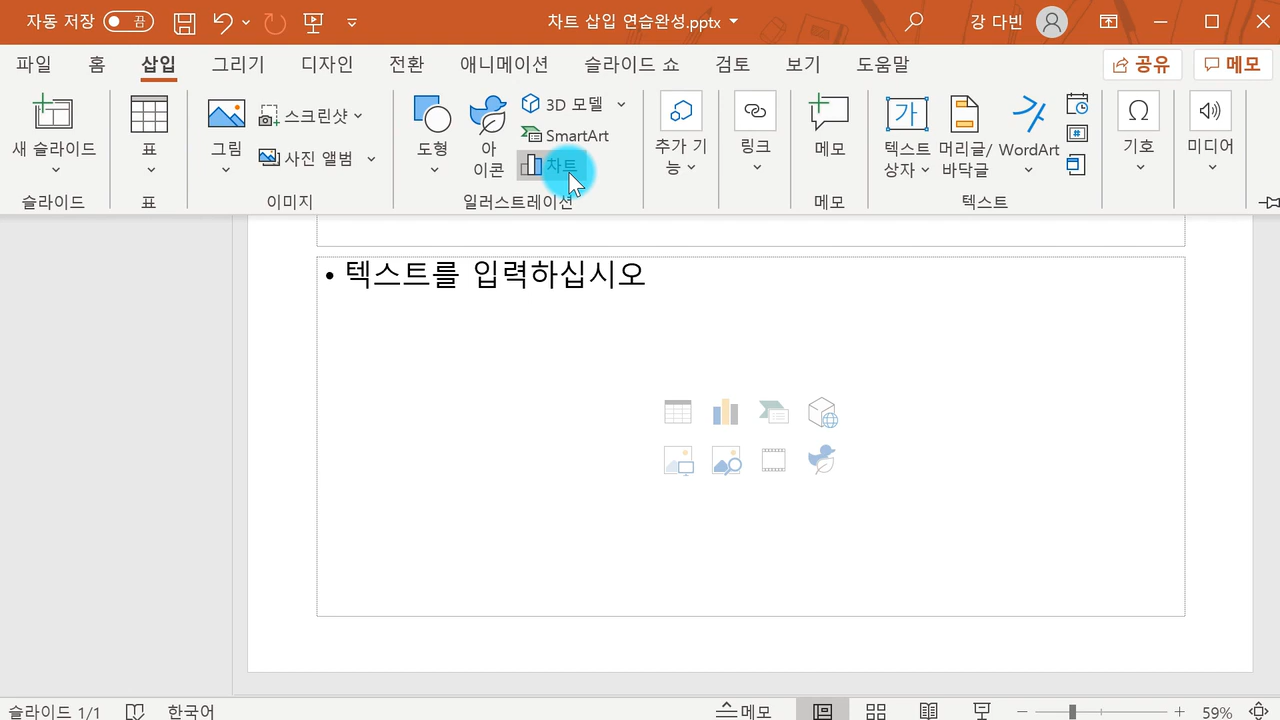 자동 저장 끔 차트 삽입 연습완성.pptx 강 다빈
파일 홈 삽입 그리기 디자인 전환 애니메이션 슬라이드 쇼 검토 보기 도움말 공유 메모
새 슬라이드
표
그림
스크린샷
사진 앨범
도형
아
이콘
3D 모델
SmartArt
차트
추가 기
능
링크
메모
텍스트
상자
머리글/
바닥글
WordArt
기호
미디어
슬라이드 표 이미지 일러스트레이션 메모 텍스트
• 텍스트를 입력하십시오
슬라이드 1/1 한국어 메모 59%